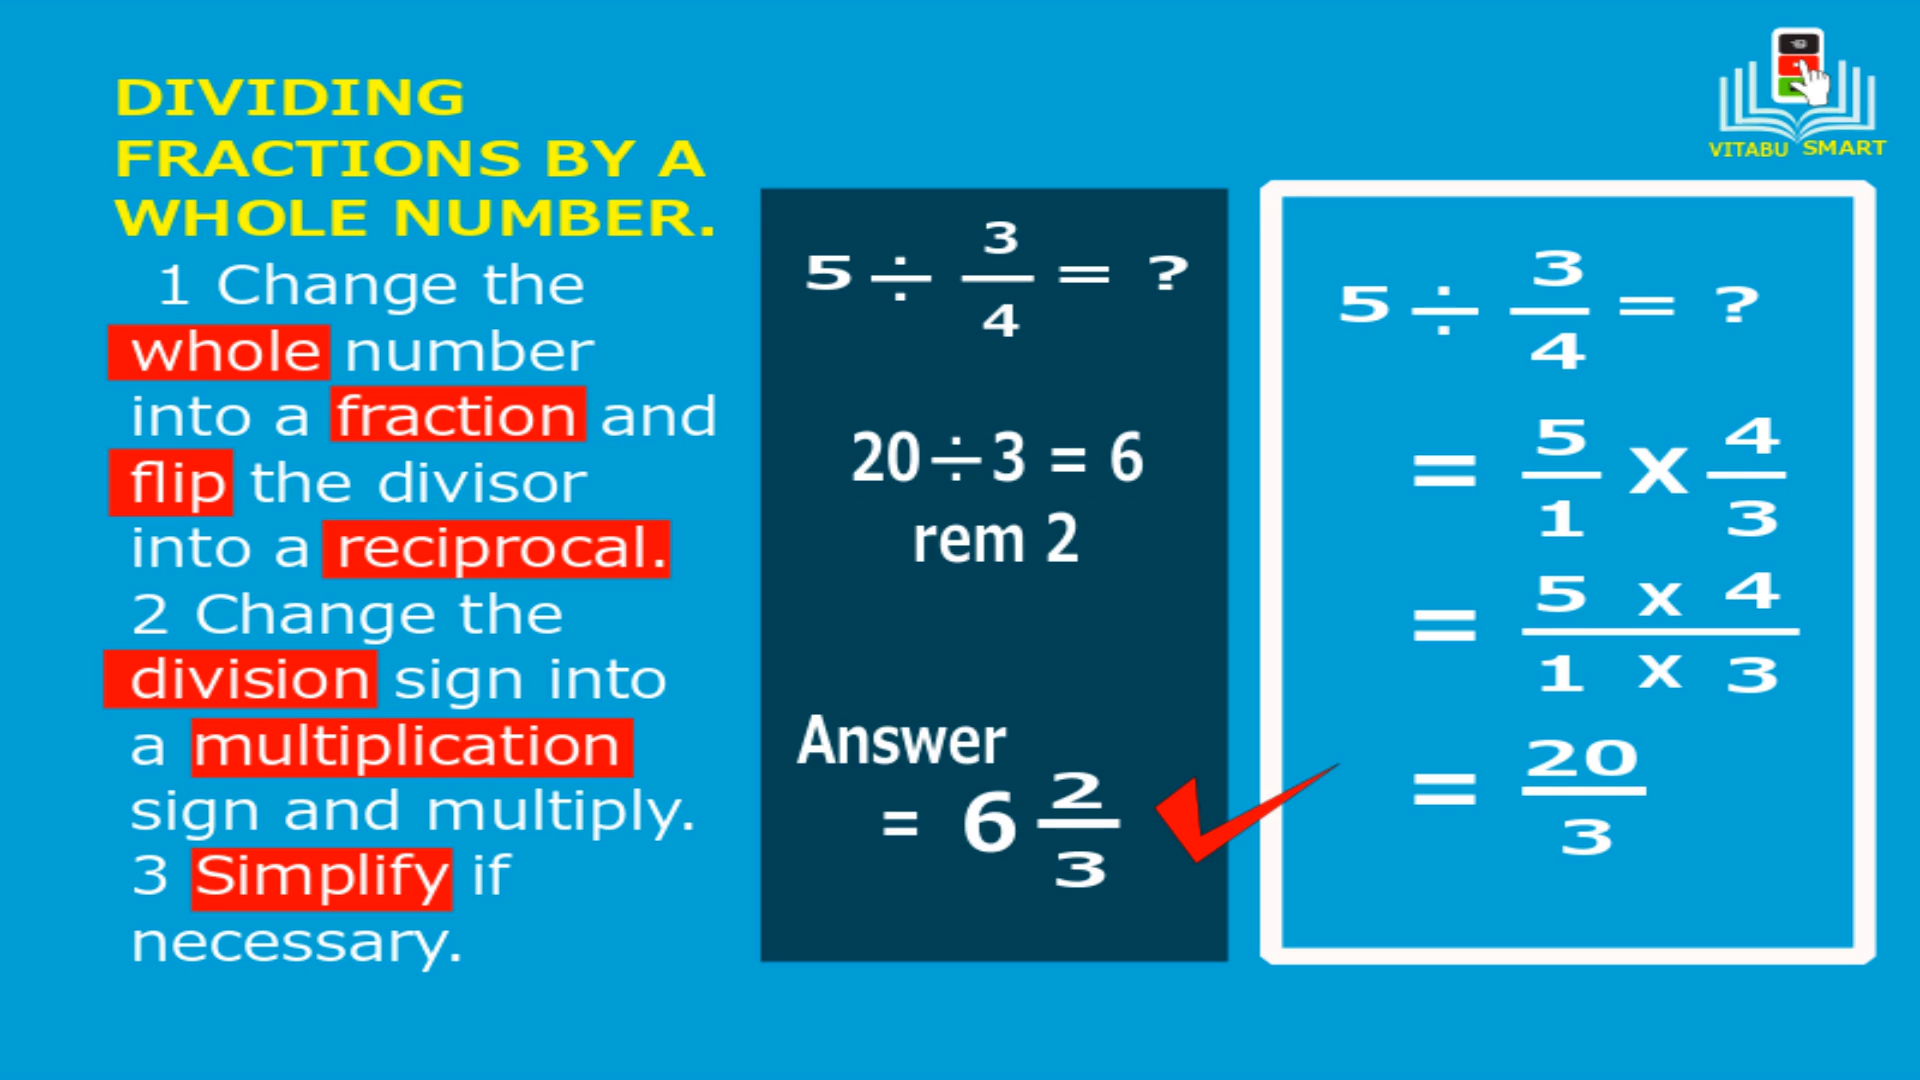 DIVIDING
FRACTIONS BY A
WHOLE NUMBER.
1 Change the
whole number
into a fraction and
flip the divisor
into a reciprocal.
2 Change the
division sign into
a multiplication
sign and multiply.
3 Simplify if
necessary.
5 ÷ 3/4 = ?
20 ÷ 3 = 6
rem 2
Answer
= 6 2/3
VITABU SMART
5 ÷ 3/4 = ?
= 5/1 x 4/3
= 5 x 4 / 1 x 3
= 20/3